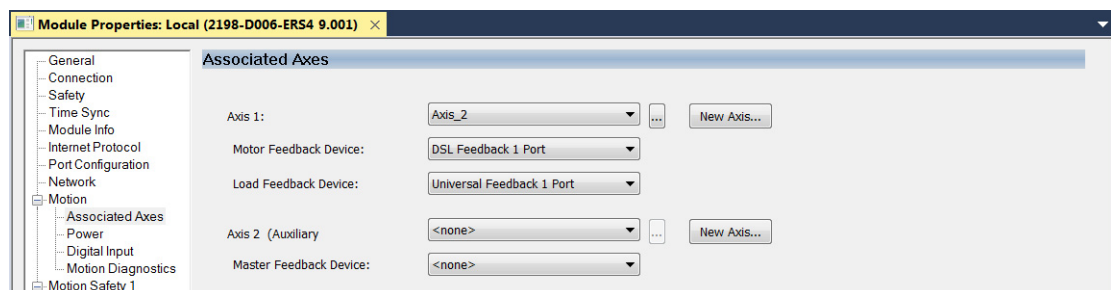 Module Properties: Local (2198-D006-ERS4 9.001) ×
General
Connection
Safety
Time Sync
Module Info
Internet Protocol
Port Configuration
Network
Motion
Associated Axes
Power
Digital Input
Motion Diagnostics
Motion Safety 1
Associated Axes
Axis 1: Axis_2 ... New Axis...
Motor Feedback Device: DSL Feedback 1 Port
Load Feedback Device: Universal Feedback 1 Port
Axis 2 (Auxiliary <none> ... New Axis...
Master Feedback Device: <none>